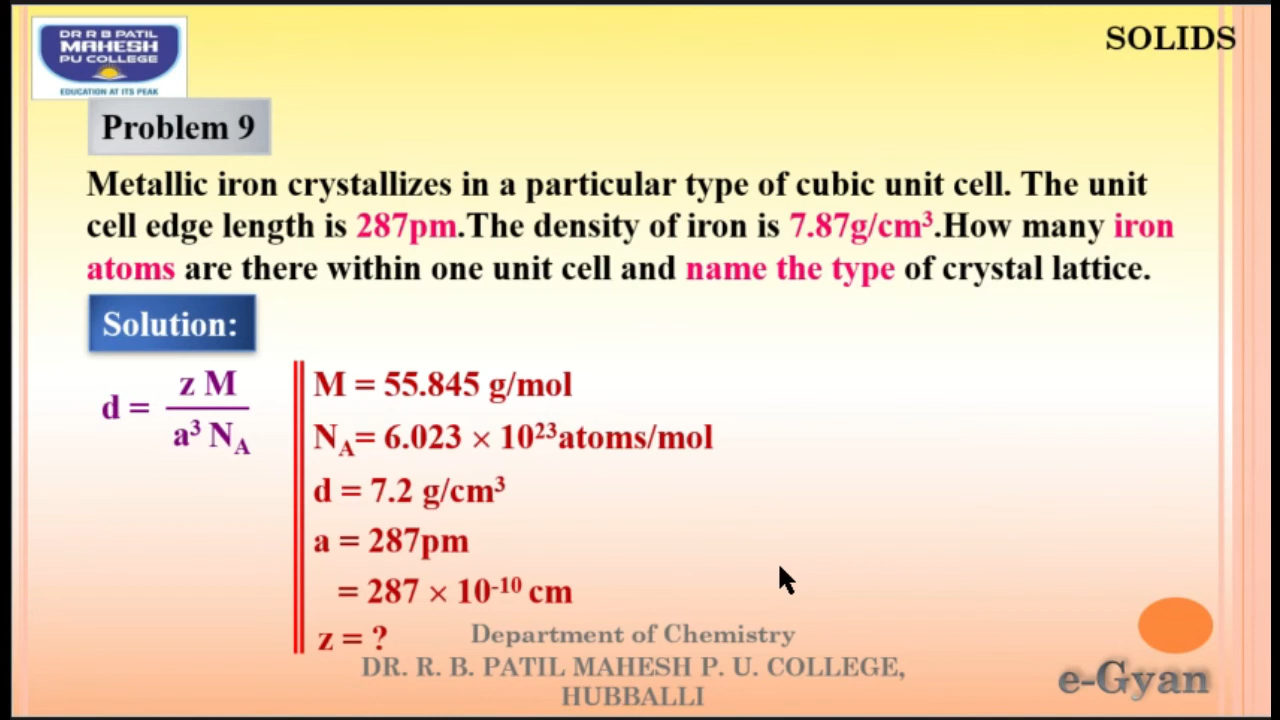 DR R B PATIL
MAHESH
PU COLLEGE
EDUCATION AT ITS PEAK
SOLIDS
Problem 9
Metallic iron crystallizes in a particular type of cubic unit cell. The unit
cell edge length is 287pm.The density of iron is 7.87g/cm³.How many iron
atoms are there within one unit cell and name the type of crystal lattice.
Solution:
d = z M / a³ N_A
M = 55.845 g/mol
N_A= 6.023 × 10²³atoms/mol
d = 7.2 g/cm³
a = 287pm
= 287 × 10⁻¹⁰ cm
z = ?
Department of Chemistry
DR. R. B. PATIL MAHESH P. U. COLLEGE,
HUBBALLI
e-Gyan